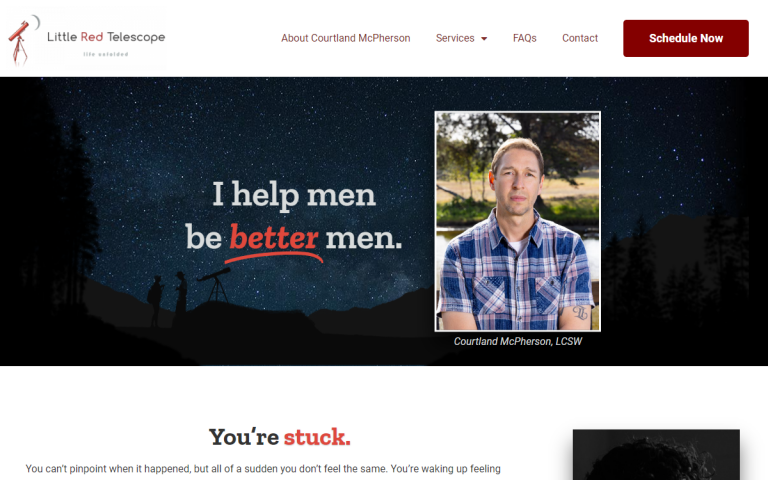 Little Red Telescope
life unfolded
About Courtland McPherson
Services
FAQs
Contact
Schedule Now
I help men
be better men.
Courtland McPherson, LCSW
You're stuck.
You can't pinpoint when it happened, but all of a sudden you don't feel the same. You're waking up feeling